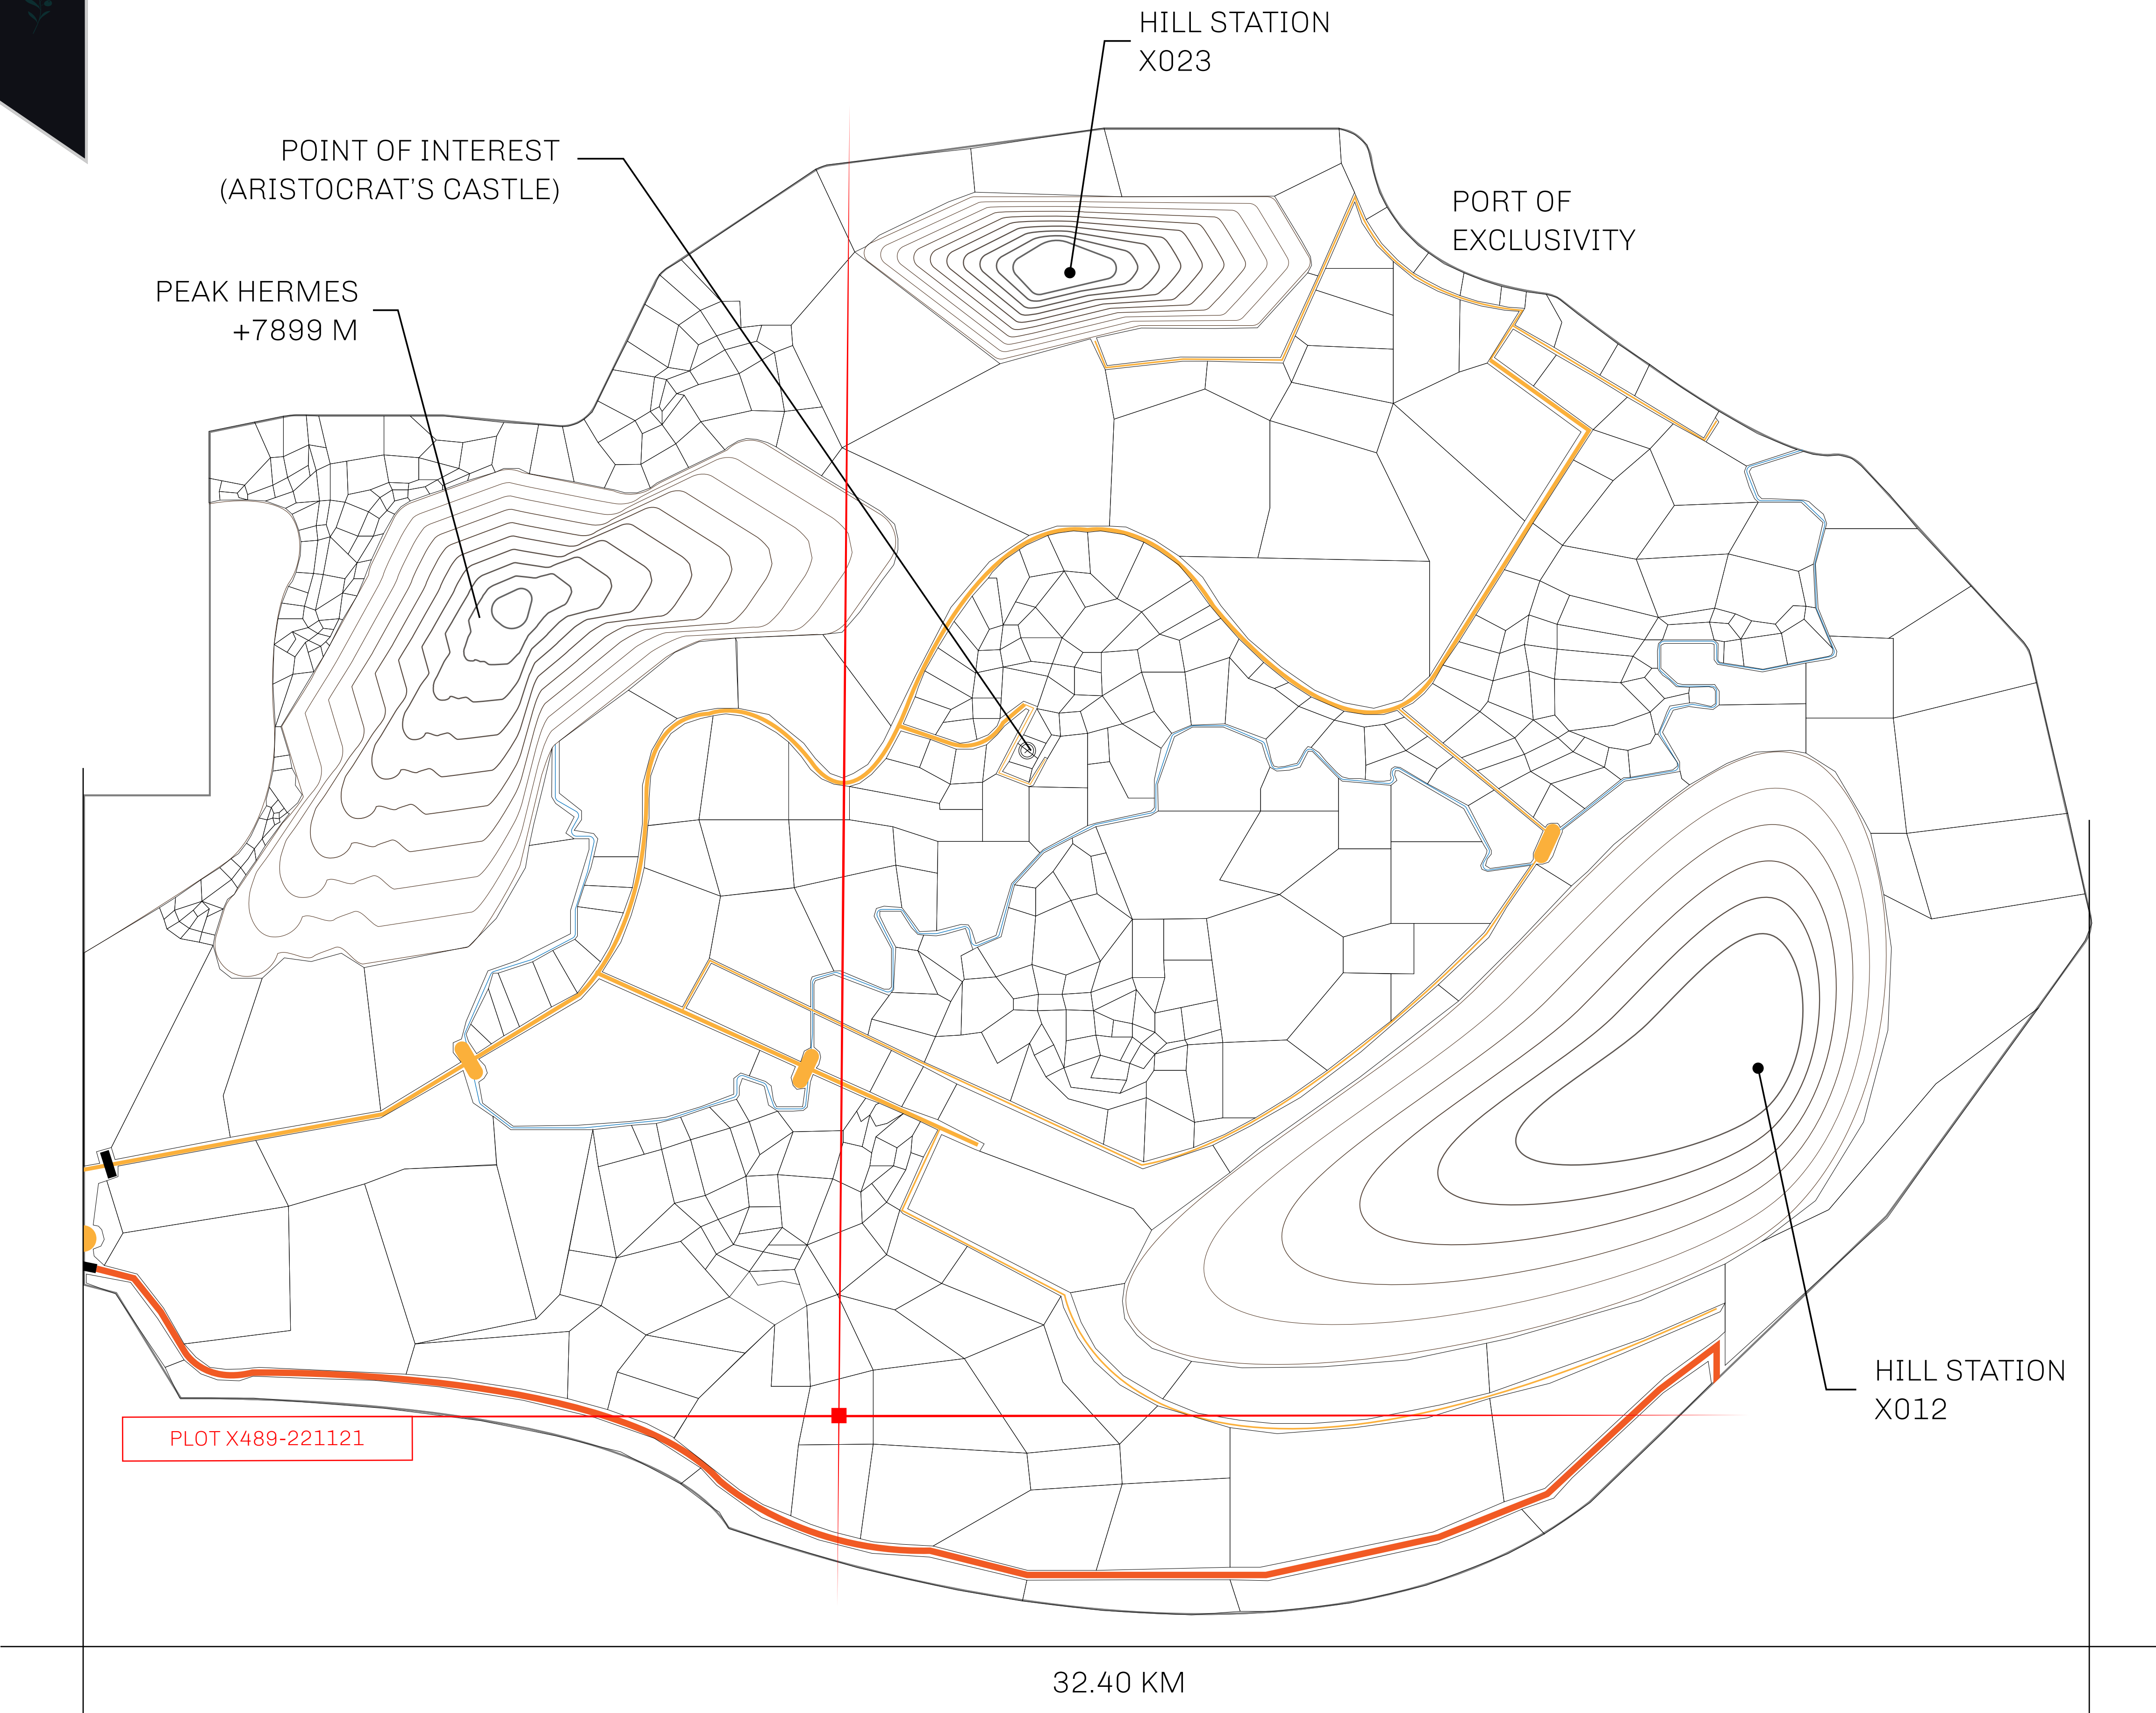 HILL STATION
X023
POINT OF INTEREST
(ARISTOCRAT'S CASTLE)
PORT OF
EXCLUSIVITY
PEAK HERMES
+7899 M
HILL STATION
X012
PLOT X489-221121
32.40 KM